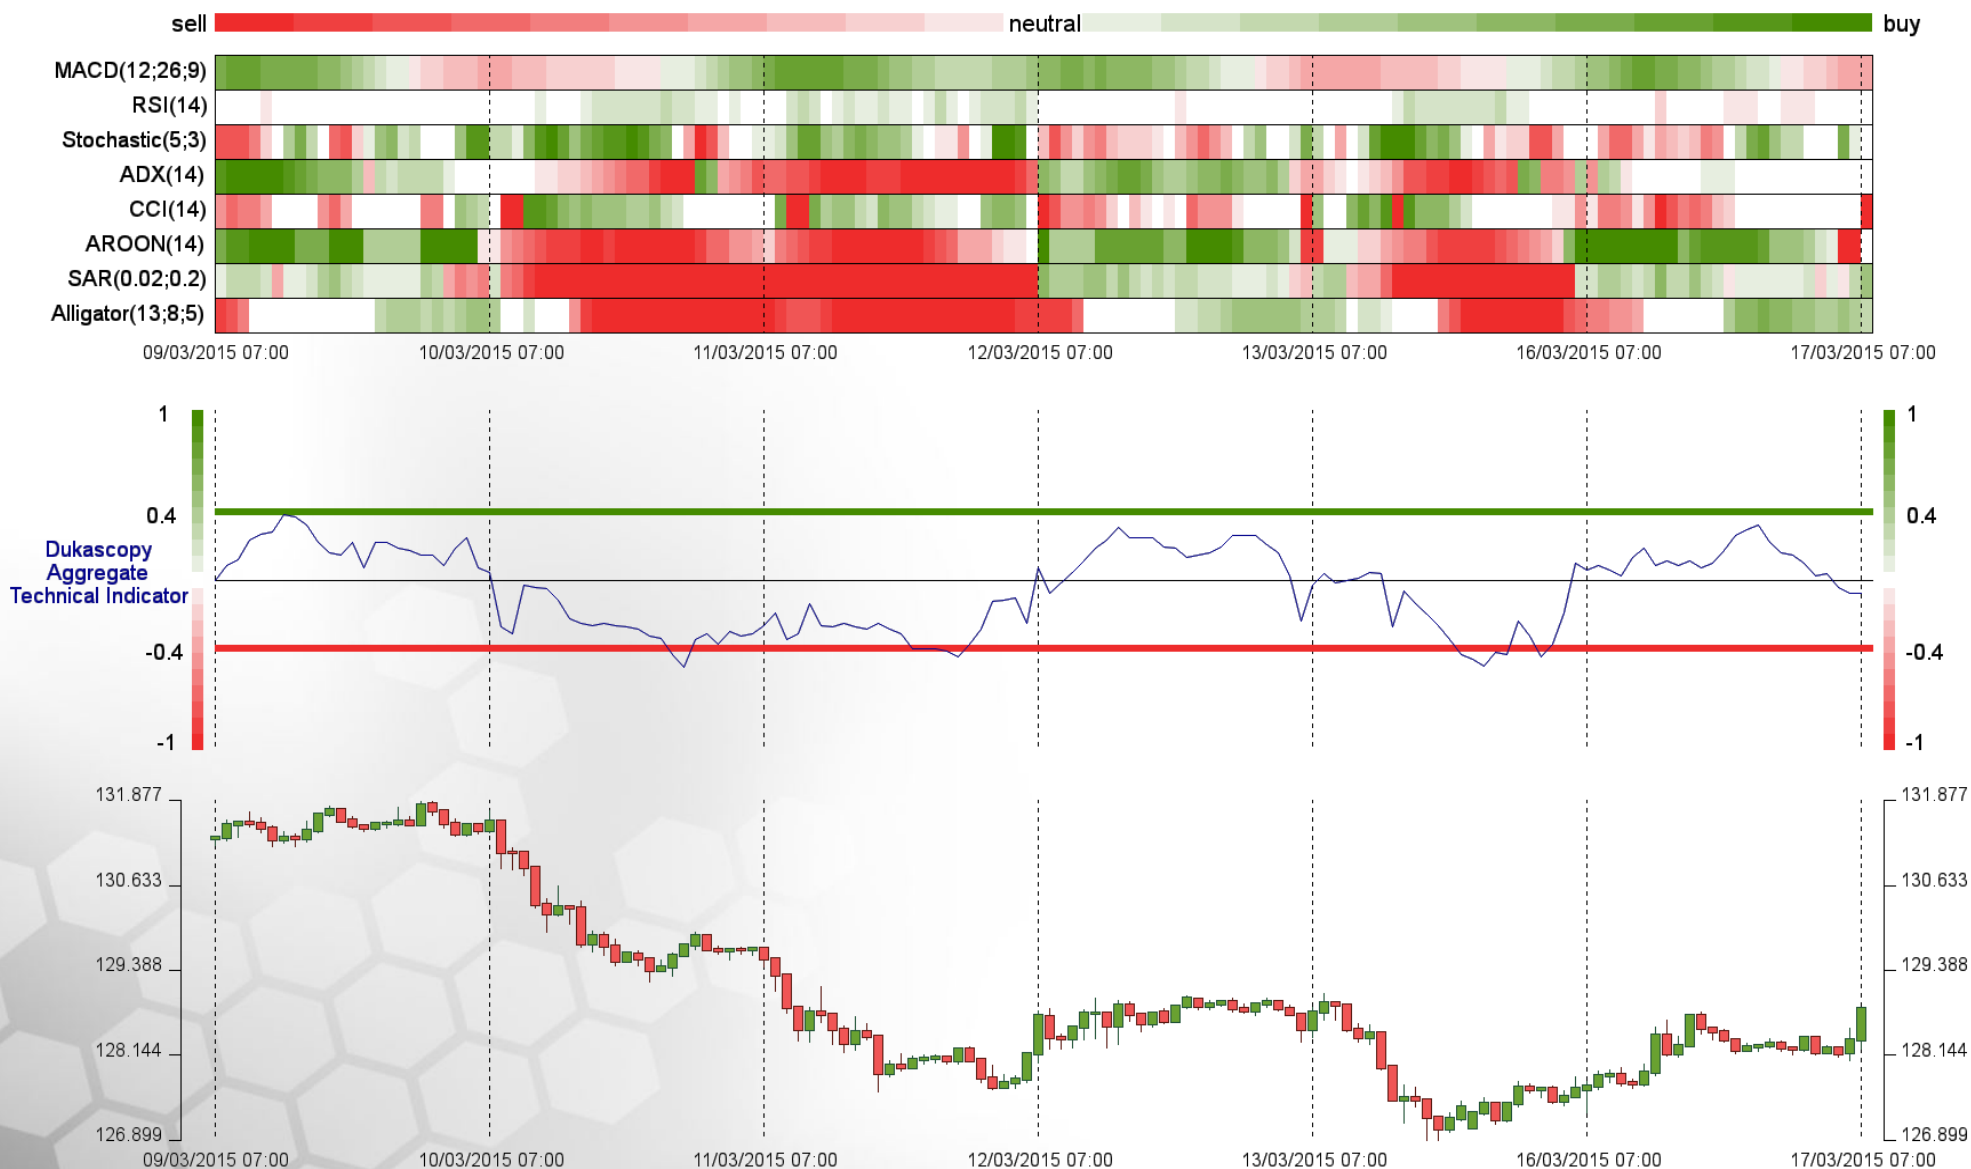 sell neutral buy
MACD(12;26;9)
RSI(14)
Stochastic(5;3)
ADX(14)
CCI(14)
AROON(14)
SAR(0.02;0.2)
Alligator(13;8;5)
09/03/2015 07:00 10/03/2015 07:00 11/03/2015 07:00 12/03/2015 07:00 13/03/2015 07:00 16/03/2015 07:00 17/03/2015 07:00
1 1
0.4 0.4
Dukascopy
Aggregate
Technical Indicator
-0.4 -0.4
-1 -1
131.877 131.877
130.633 130.633
129.388 129.388
128.144 128.144
126.899 126.899
09/03/2015 07:00 10/03/2015 07:00 11/03/2015 07:00 12/03/2015 07:00 13/03/2015 07:00 16/03/2015 07:00 17/03/2015 07:00